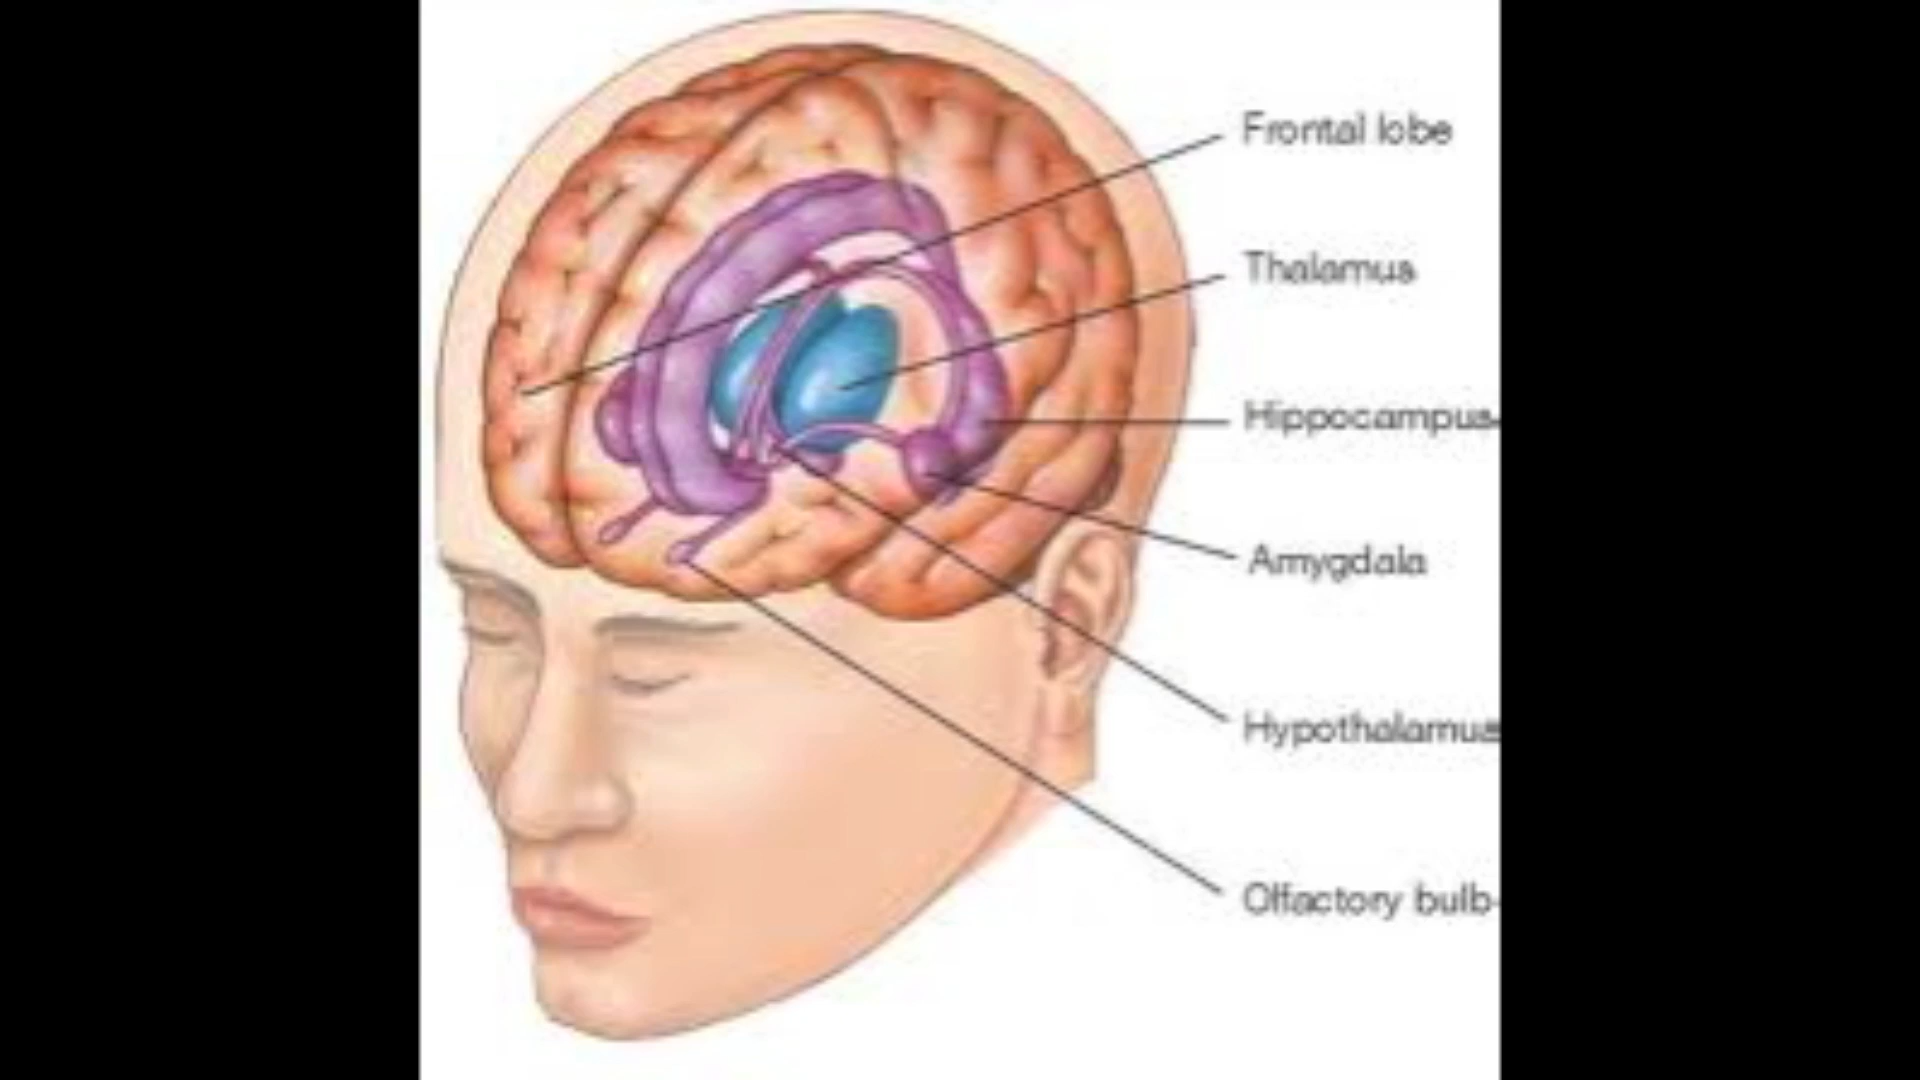 Frontal lobe
Thalamus
Hippocampus
Amygdala
Hypothalamus
Olfactory bulb